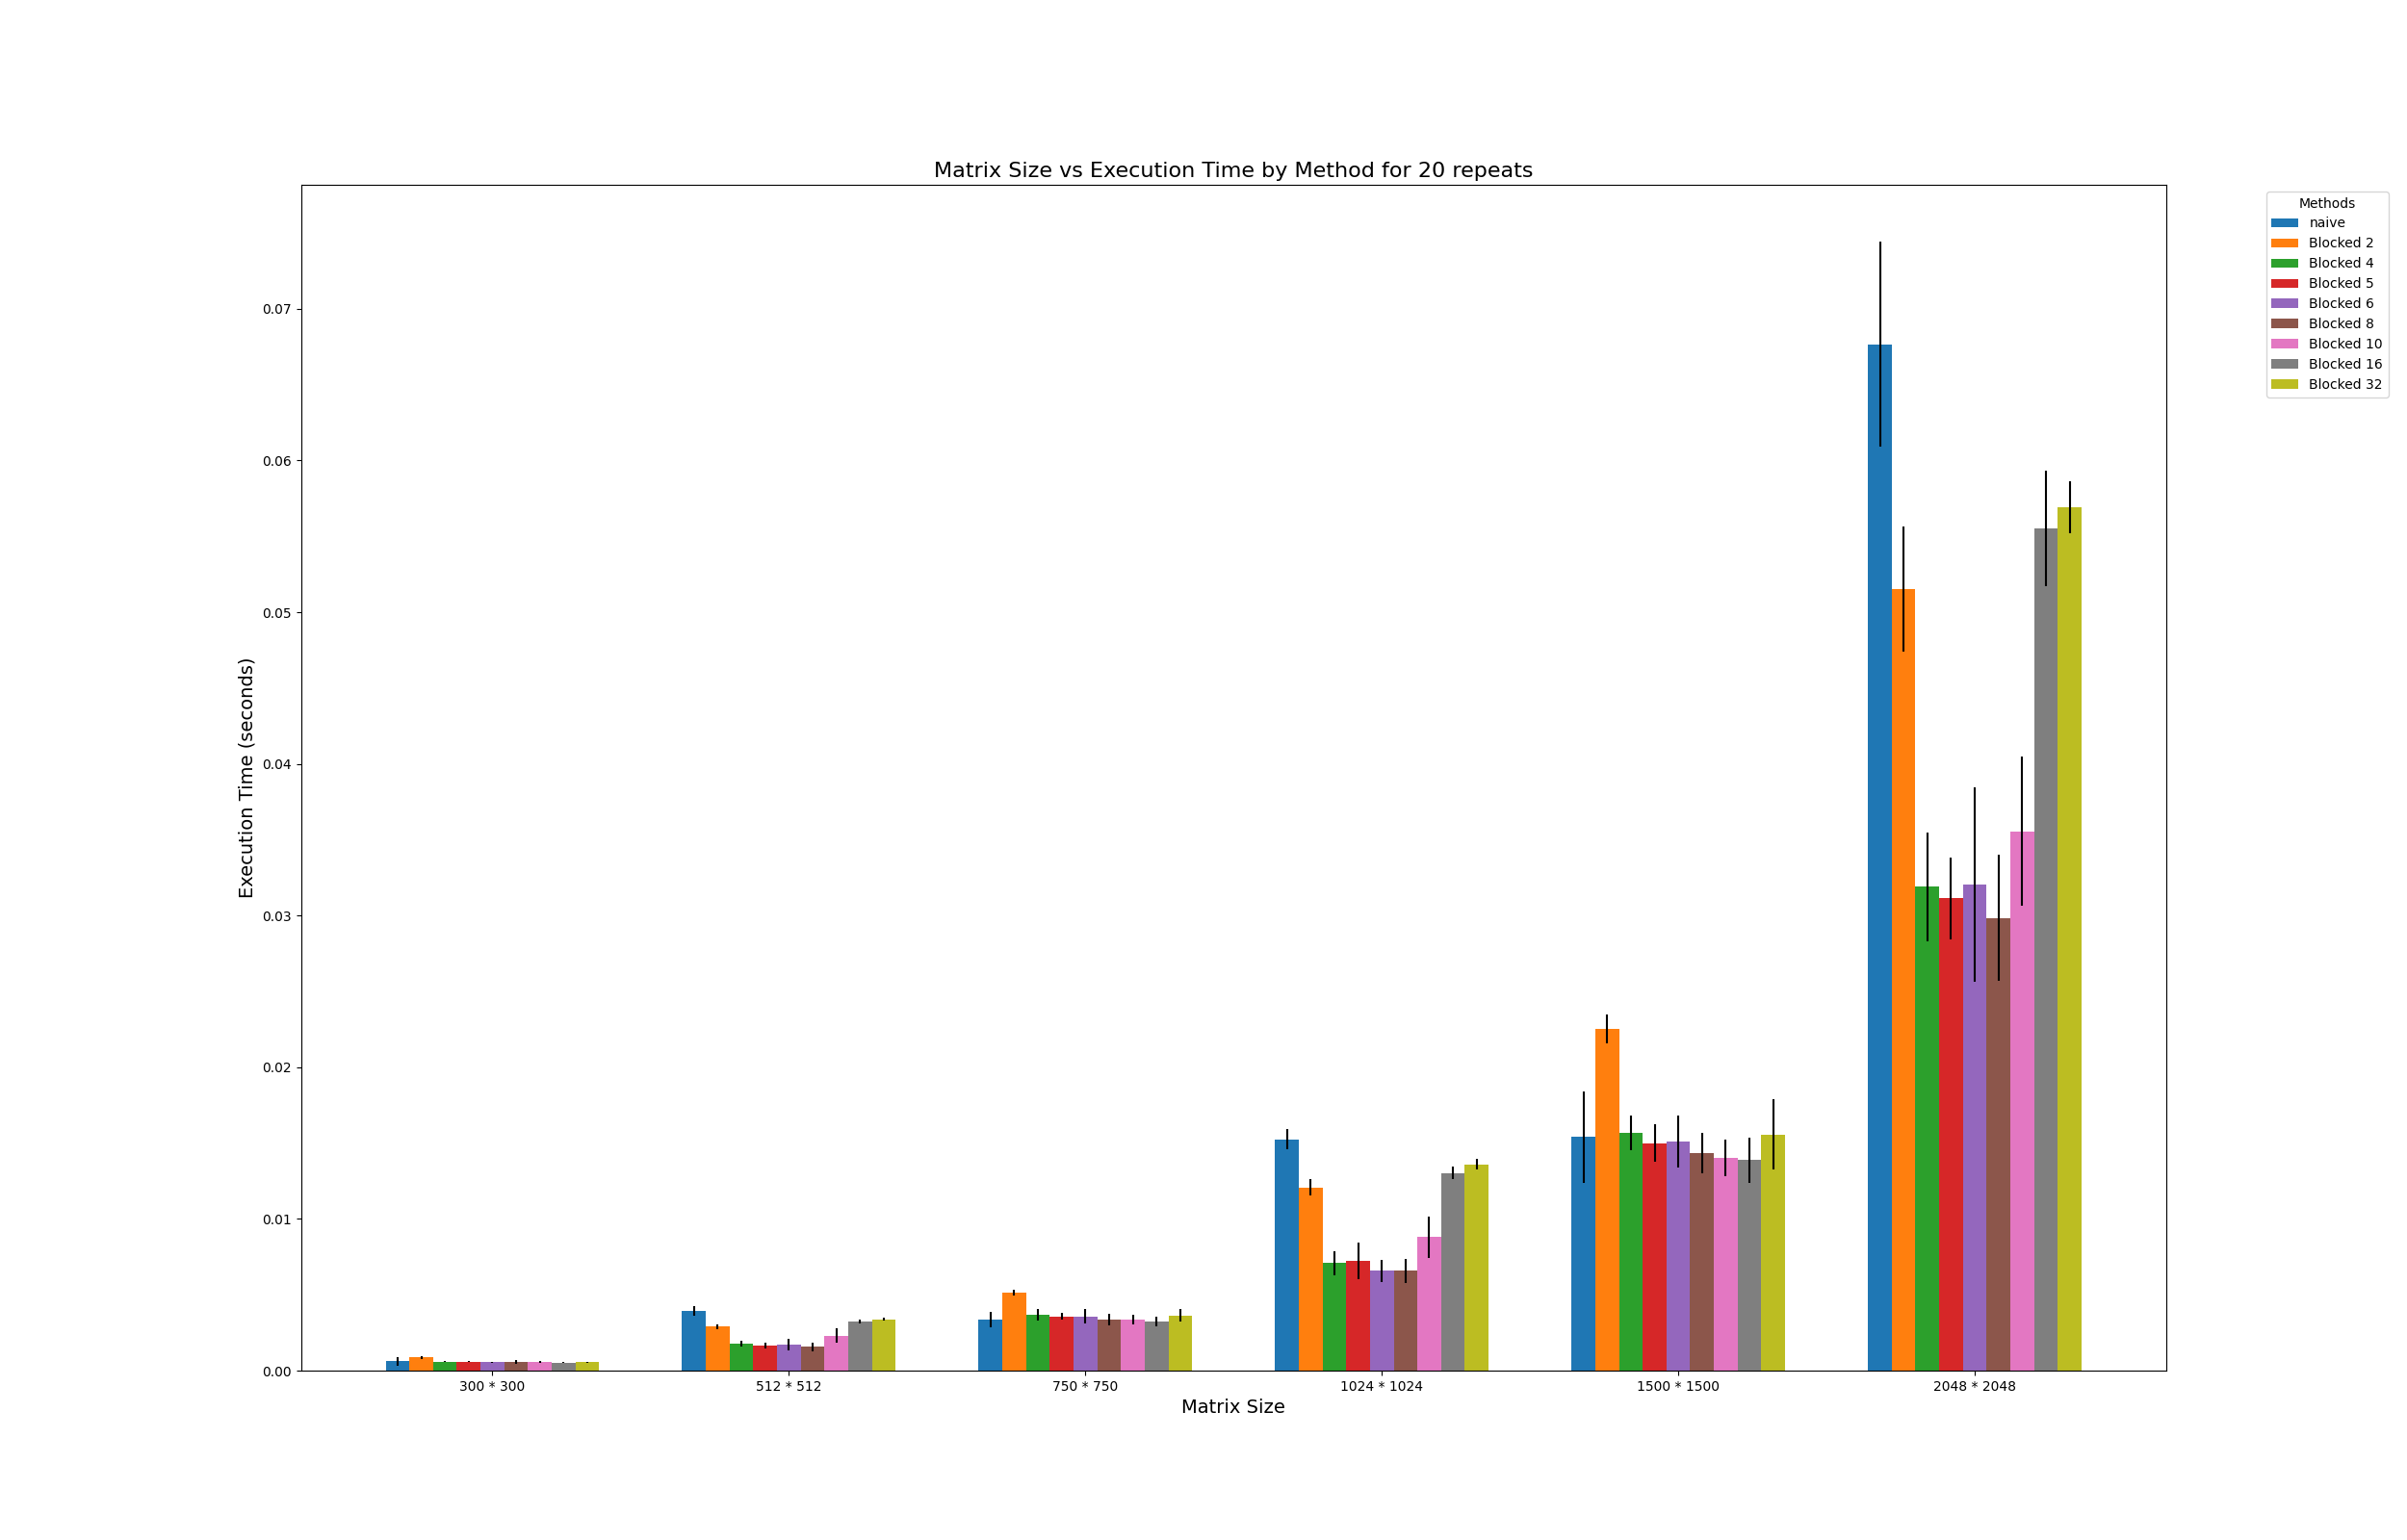 Matrix Size vs Execution Time by Method for 20 repeats
Methods
naive
Blocked 2
Blocked 4
Blocked 5
Blocked 6
Blocked 8
Blocked 10
Blocked 16
Blocked 32
Execution Time (seconds)
0.07
0.06
0.05
0.04
0.03
0.02
0.01
0.00
300 * 300
512 * 512
750 * 750
1024 * 1024
1500 * 1500
2048 * 2048
Matrix Size